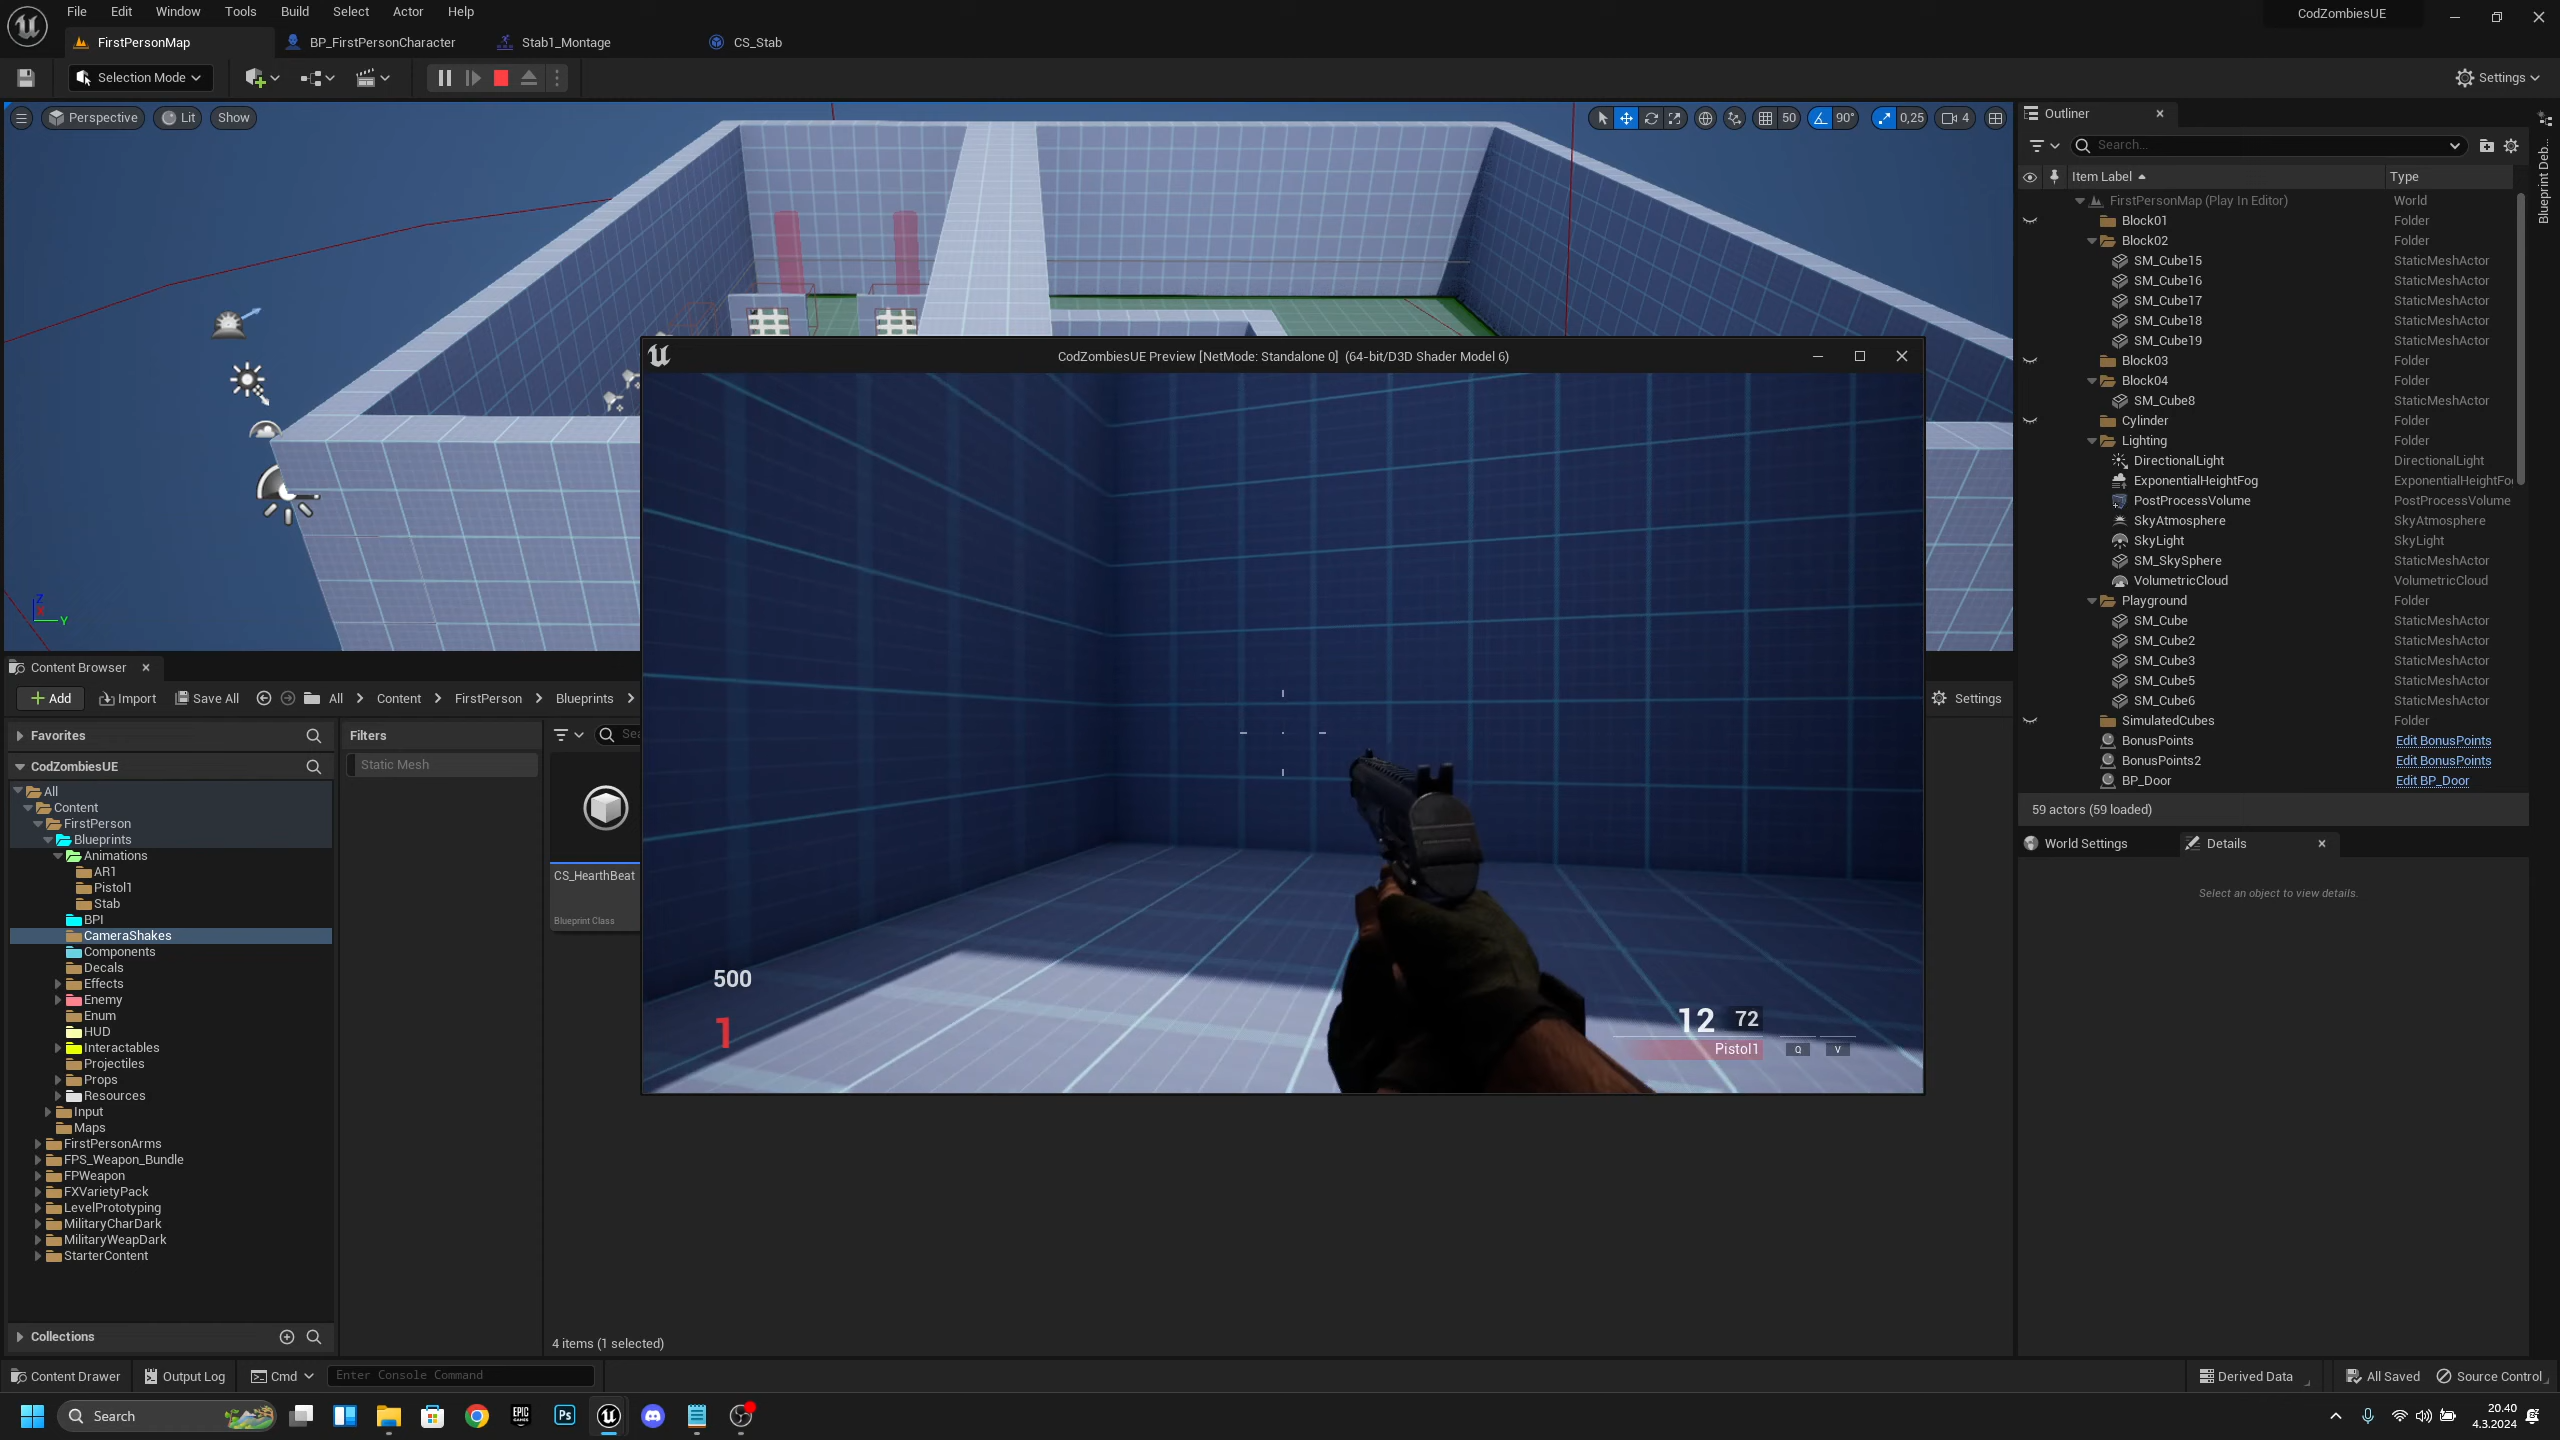 File Edit Window Tools Build Select Actor Help
CodZombiesUE
FirstPersonMap BP_FirstPersonCharacter Stab1_Montage CS_Stab
Selection Mode
Settings
Perspective Lit Show
50 90° 0,25 4
CodZombiesUE Preview [NetMode: Standalone 0] (64-bit/D3D Shader Model 6)
500
1
12 72
Pistol1 Q V
Z
Y
Outliner
Search...
Item Label Type
FirstPersonMap (Play In Editor) World
Block01 Folder
Block02 Folder
SM_Cube15 StaticMeshActor
SM_Cube16 StaticMeshActor
SM_Cube17 StaticMeshActor
SM_Cube18 StaticMeshActor
SM_Cube19 StaticMeshActor
Block03 Folder
Block04 Folder
SM_Cube8 StaticMeshActor
Cylinder Folder
Lighting Folder
DirectionalLight DirectionalLight
ExponentialHeightFog ExponentialHeightFo
PostProcessVolume PostProcessVolume
SkyAtmosphere SkyAtmosphere
SkyLight SkyLight
SM_SkySphere StaticMeshActor
VolumetricCloud VolumetricCloud
Playground Folder
SM_Cube StaticMeshActor
SM_Cube2 StaticMeshActor
SM_Cube3 StaticMeshActor
SM_Cube5 StaticMeshActor
SM_Cube6 StaticMeshActor
SimulatedCubes Folder
BonusPoints Edit BonusPoints
BonusPoints2 Edit BonusPoints
BP_Door Edit BP_Door
59 actors (59 loaded)
World Settings Details
Select an object to view details.
Blueprint Deb...
Content Browser
Add Import Save All All Content FirstPerson Blueprints
Settings
Favorites
CodZombiesUE
All
Content
FirstPerson
Blueprints
Animations
AR1
Pistol1
Stab
BPI
CameraShakes
Components
Decals
Effects
Enemy
Enum
HUD
Interactables
Projectiles
Props
Resources
Input
Maps
FirstPersonArms
FPS_Weapon_Bundle
FPWeapon
FXVarietyPack
LevelPrototyping
MilitaryCharDark
MilitaryWeapDark
StarterContent
Collections
Filters
Static Mesh
Sea
CS_HearthBeat
Blueprint Class
4 items (1 selected)
Content Drawer Output Log Cmd Enter Console Command
Derived Data All Saved Source Control
Search
EPIC GAMES
Ps
20.40
4.3.2024